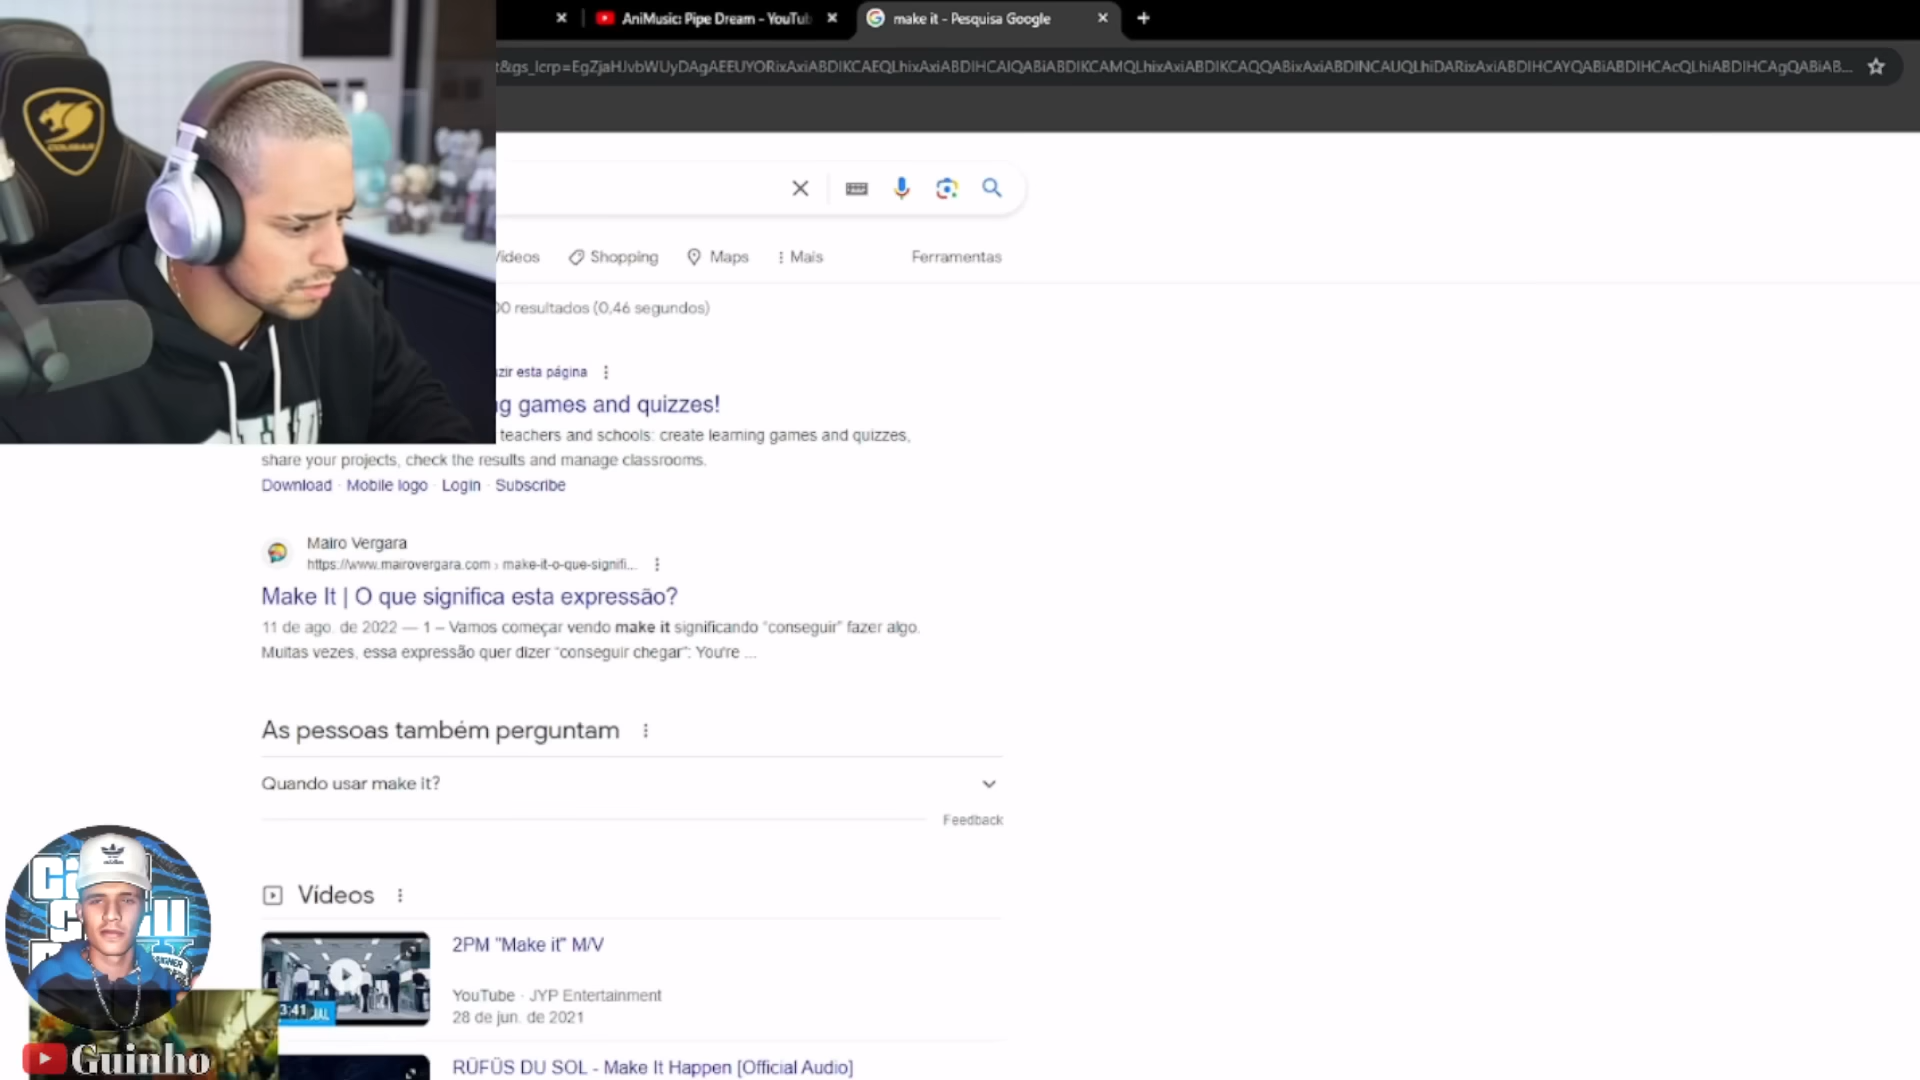 AniMusic: Pipe Dream - YouTu
make it - Pesquisa Google
COUGAR
Vídeos
Shopping
Maps
Mais
Ferramentas
00 resultados (0,46 segundos)
zir esta página
g games and quizzes!
teachers and schools: create learning games and quizzes,
share your projects, check the results and manage classrooms.
Download · Mobile logo · Login · Subscribe
Mairo Vergara
https://www.mairovergara.com › make-it-o-que-signifi...
Make It | O que significa esta expressão?
11 de ago. de 2022 — 1 – Vamos começar vendo make it significando “conseguir” fazer algo.
Muitas vezes, essa expressão quer dizer “conseguir chegar”: You're ...
As pessoas também perguntam
Quando usar make it?
Feedback
Vídeos
2PM "Make it" M/V
3:41
YouTube · JYP Entertainment
28 de jun. de 2021
Guinho
RÜFÜS DU SOL - Make It Happen [Official Audio]